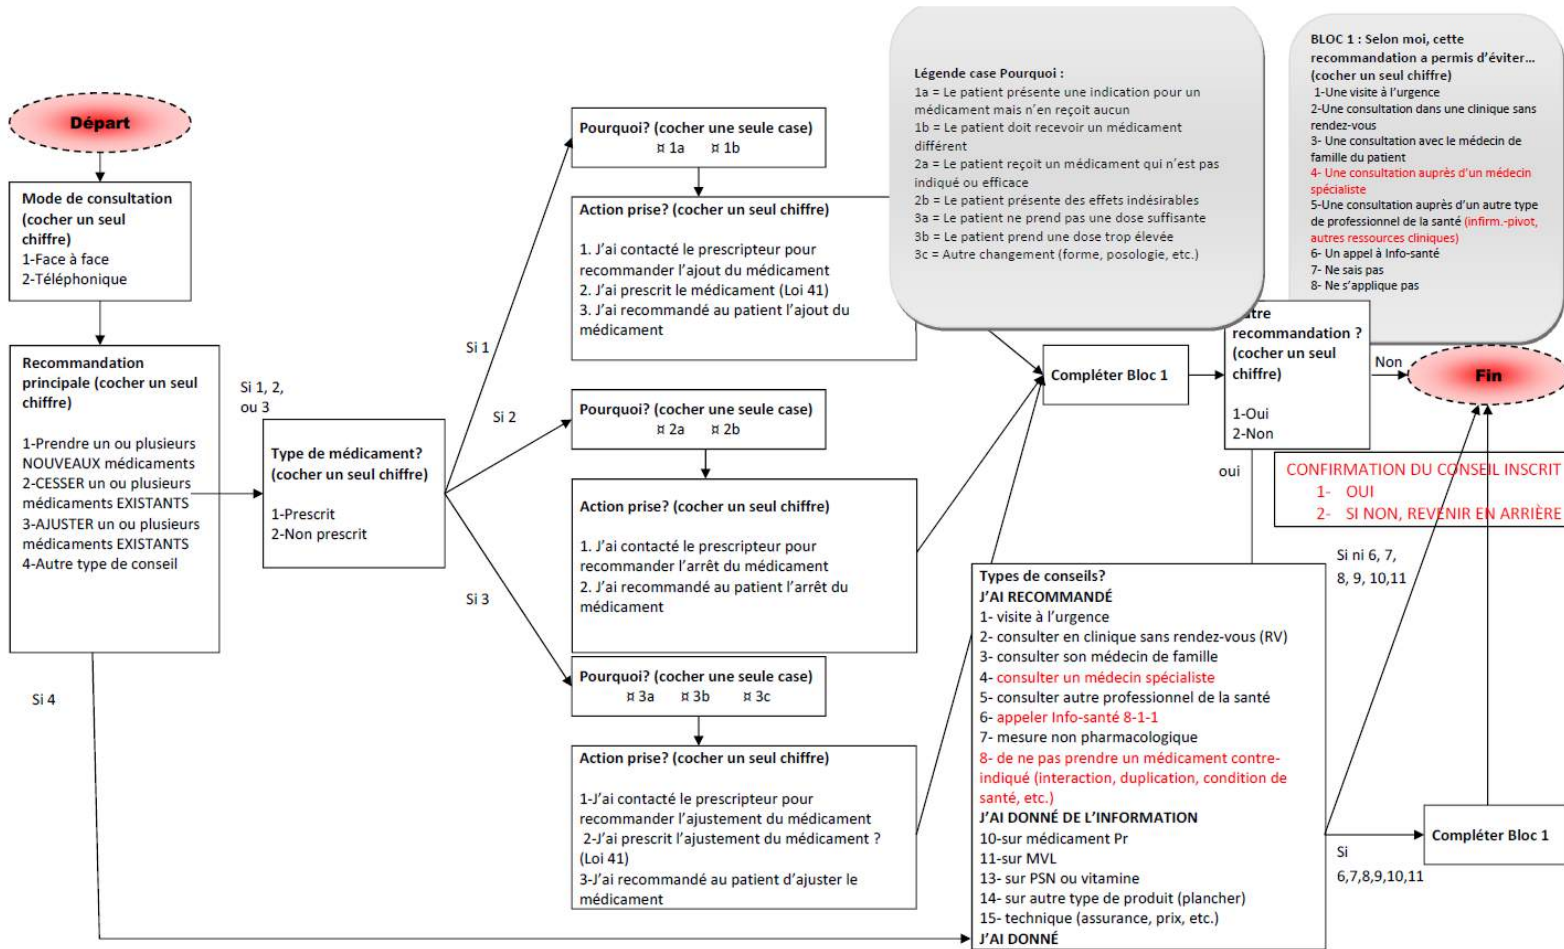 Départ
Mode de consultation
(cocher un seul
chiffre)
1-Face à face
2-Téléphonique
Recommandation
principale (cocher un seul
chiffre)
1-Prendre un ou plusieurs
NOUVEAUX médicaments
2-CESSER un ou plusieurs
médicaments EXISTANTS
3-AJUSTER un ou plusieurs
médicaments EXISTANTS
4-Autre type de conseil
Si 1, 2,
ou 3
Si 4
Type de médicament?
(cocher un seul chiffre)
1-Prescrit
2-Non prescrit
Si 1
Si 2
Si 3
Pourquoi? (cocher une seule case)
¤ 1a ¤ 1b
Action prise? (cocher un seul chiffre)
1. J’ai contacté le prescripteur pour
recommander l’ajout du médicament
2. J’ai prescrit le médicament (Loi 41)
3. J’ai recommandé au patient l’ajout du
médicament
Pourquoi? (cocher une seule case)
¤ 2a ¤ 2b
Action prise? (cocher un seul chiffre)
1. J’ai contacté le prescripteur pour
recommander l’arrêt du médicament
2. J’ai recommandé au patient l’arrêt du
médicament
Pourquoi? (cocher une seule case)
¤ 3a ¤ 3b ¤ 3c
Action prise? (cocher un seul chiffre)
1-J’ai contacté le prescripteur pour
recommander l’ajustement du médicament
2-J’ai prescrit l’ajustement du médicament ?
(Loi 41)
3-J’ai recommandé au patient d’ajuster le
médicament
Légende case Pourquoi :
1a = Le patient présente une indication pour un
médicament mais n’en reçoit aucun
1b = Le patient doit recevoir un médicament
différent
2a = Le patient reçoit un médicament qui n’est pas
indiqué ou efficace
2b = Le patient présente des effets indésirables
3a = Le patient ne prend pas une dose suffisante
3b = Le patient prend une dose trop élevée
3c = Autre changement (forme, posologie, etc.)
BLOC 1 : Selon moi, cette
recommandation a permis d’éviter…
(cocher un seul chiffre)
1-Une visite à l’urgence
2-Une consultation dans une clinique sans
rendez-vous
3- Une consultation avec le médecin de
famille du patient
4- Une consultation auprès d’un médecin
spécialiste
5-Une consultation auprès d’un autre type
de professionnel de la santé (infirm.-pivot,
autres ressources cliniques)
6- Un appel à Info-santé
7- Ne sais pas
8- Ne s’applique pas
Compléter Bloc 1
recommandation ?
(cocher un seul
chiffre)
1-Oui
2-Non
Non
Fin
oui
CONFIRMATION DU CONSEIL INSCRIT
1- OUI
2- SI NON, REVENIR EN ARRIÈRE
Si ni 6, 7,
8, 9, 10,11
Types de conseils?
J’AI RECOMMANDÉ
1- visite à l’urgence
2- consulter en clinique sans rendez-vous (RV)
3- consulter son médecin de famille
4- consulter un médecin spécialiste
5- consulter autre professionnel de la santé
6- appeler Info-santé 8-1-1
7- mesure non pharmacologique
8- de ne pas prendre un médicament contre-
indiqué (interaction, duplication, condition de
santé, etc.)
J’AI DONNÉ DE L’INFORMATION
10-sur médicament Pr
11-sur MVL
13- sur PSN ou vitamine
14- sur autre type de produit (plancher)
15- technique (assurance, prix, etc.)
J’AI DONNÉ
Si
6,7,8,9,10,11
Compléter Bloc 1